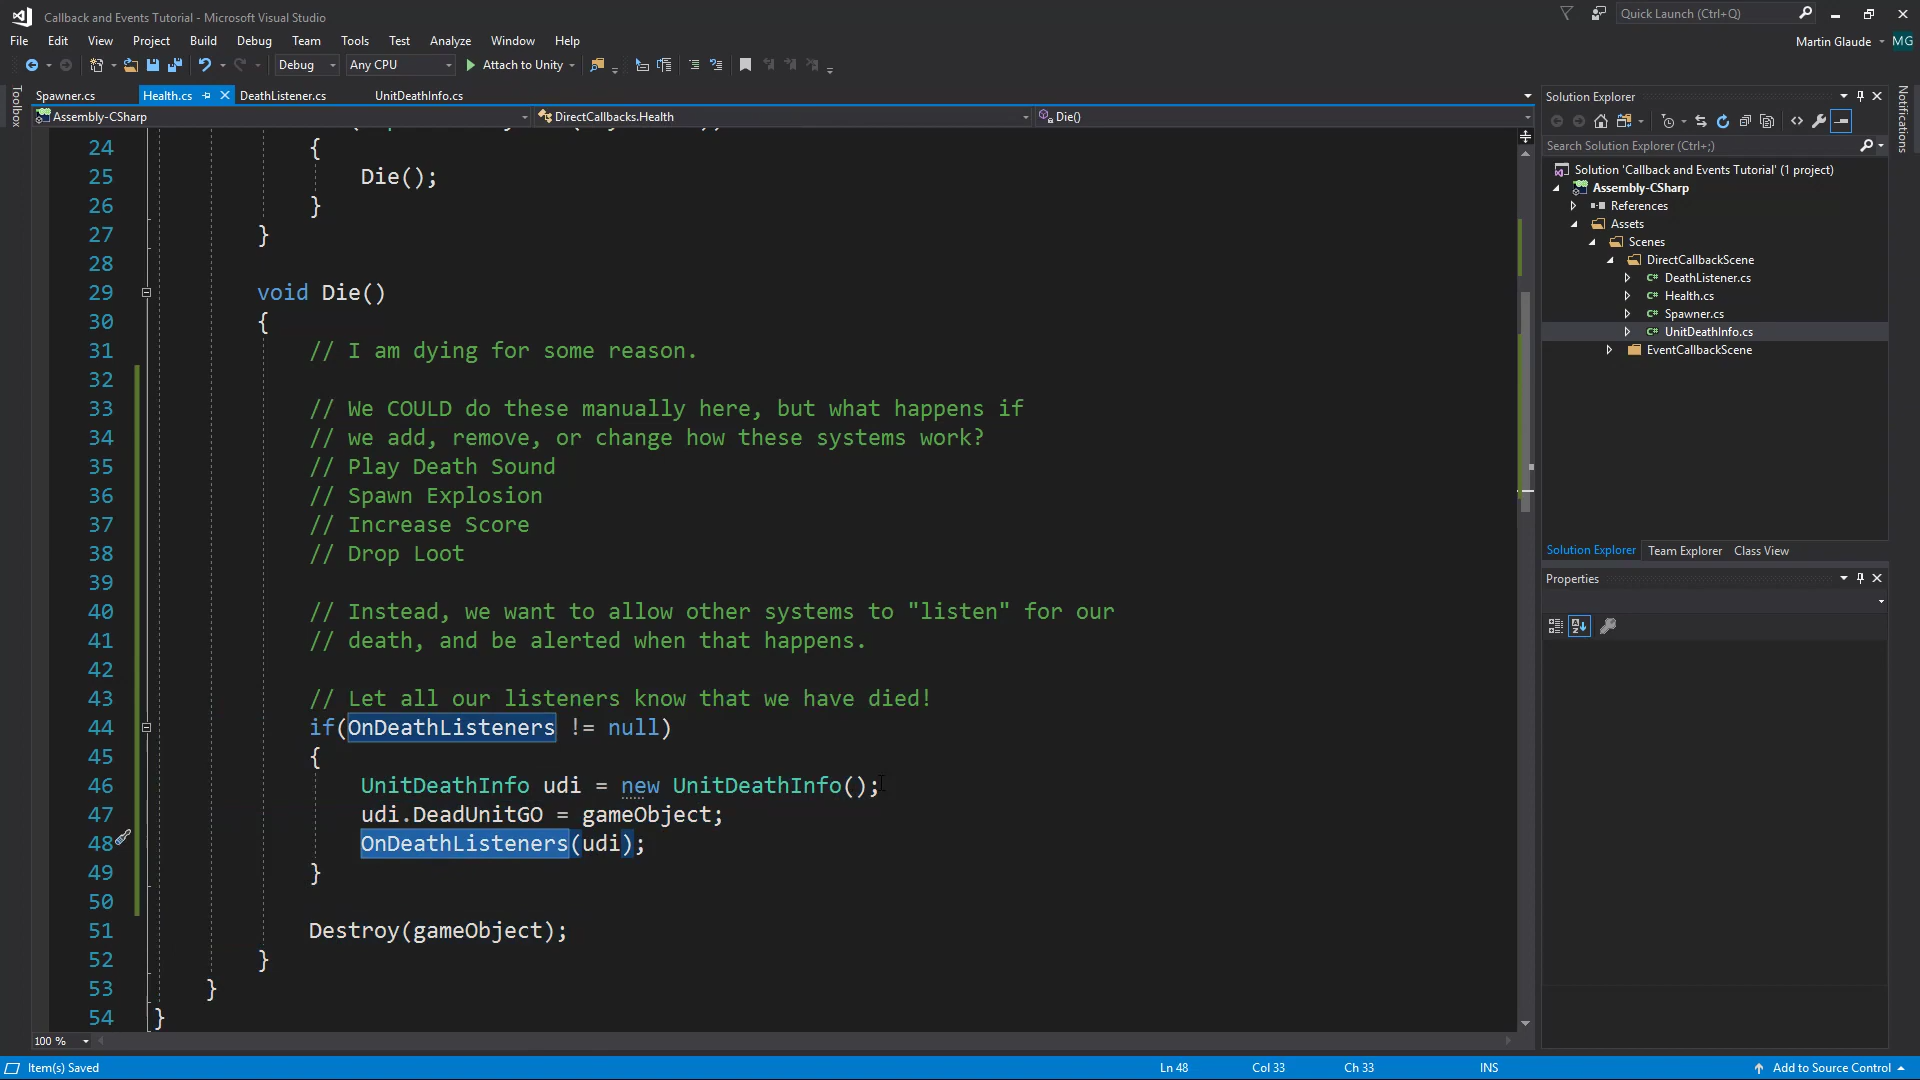 Callback and Events Tutorial - Microsoft Visual Studio
Quick Launch (Ctrl+Q)
File Edit View Project Build Debug Team Tools Test Analyze Window Help
Martin Glaude MG
Debug Any CPU Attach to Unity
Toolbox
Spawner.cs Health.cs DeathListener.cs UnitDeathInfo.cs
Assembly-CSharp DirectCallbacks.Health Die()
24 {
25 Die();
26 }
27 }
28
29 void Die()
30 {
31 // I am dying for some reason.
32
33 // We COULD do these manually here, but what happens if
34 // we add, remove, or change how these systems work?
35 // Play Death Sound
36 // Spawn Explosion
37 // Increase Score
38 // Drop Loot
39
40 // Instead, we want to allow other systems to "listen" for our
41 // death, and be alerted when that happens.
42
43 // Let all our listeners know that we have died!
44 if(OnDeathListeners != null)
45 {
46 UnitDeathInfo udi = new UnitDeathInfo();
47 udi.DeadUnitGO = gameObject;
48 OnDeathListeners(udi);
49 }
50
51 Destroy(gameObject);
52 }
53 }
54 }
100 %
Solution Explorer
Search Solution Explorer (Ctrl+;)
Solution 'Callback and Events Tutorial' (1 project)
Assembly-CSharp
References
Assets
Scenes
DirectCallbackScene
C# DeathListener.cs
C# Health.cs
C# Spawner.cs
C# UnitDeathInfo.cs
EventCallbackScene
Solution Explorer Team Explorer Class View
Properties
Notifications
Item(s) Saved Ln 48 Col 33 Ch 33 INS Add to Source Control